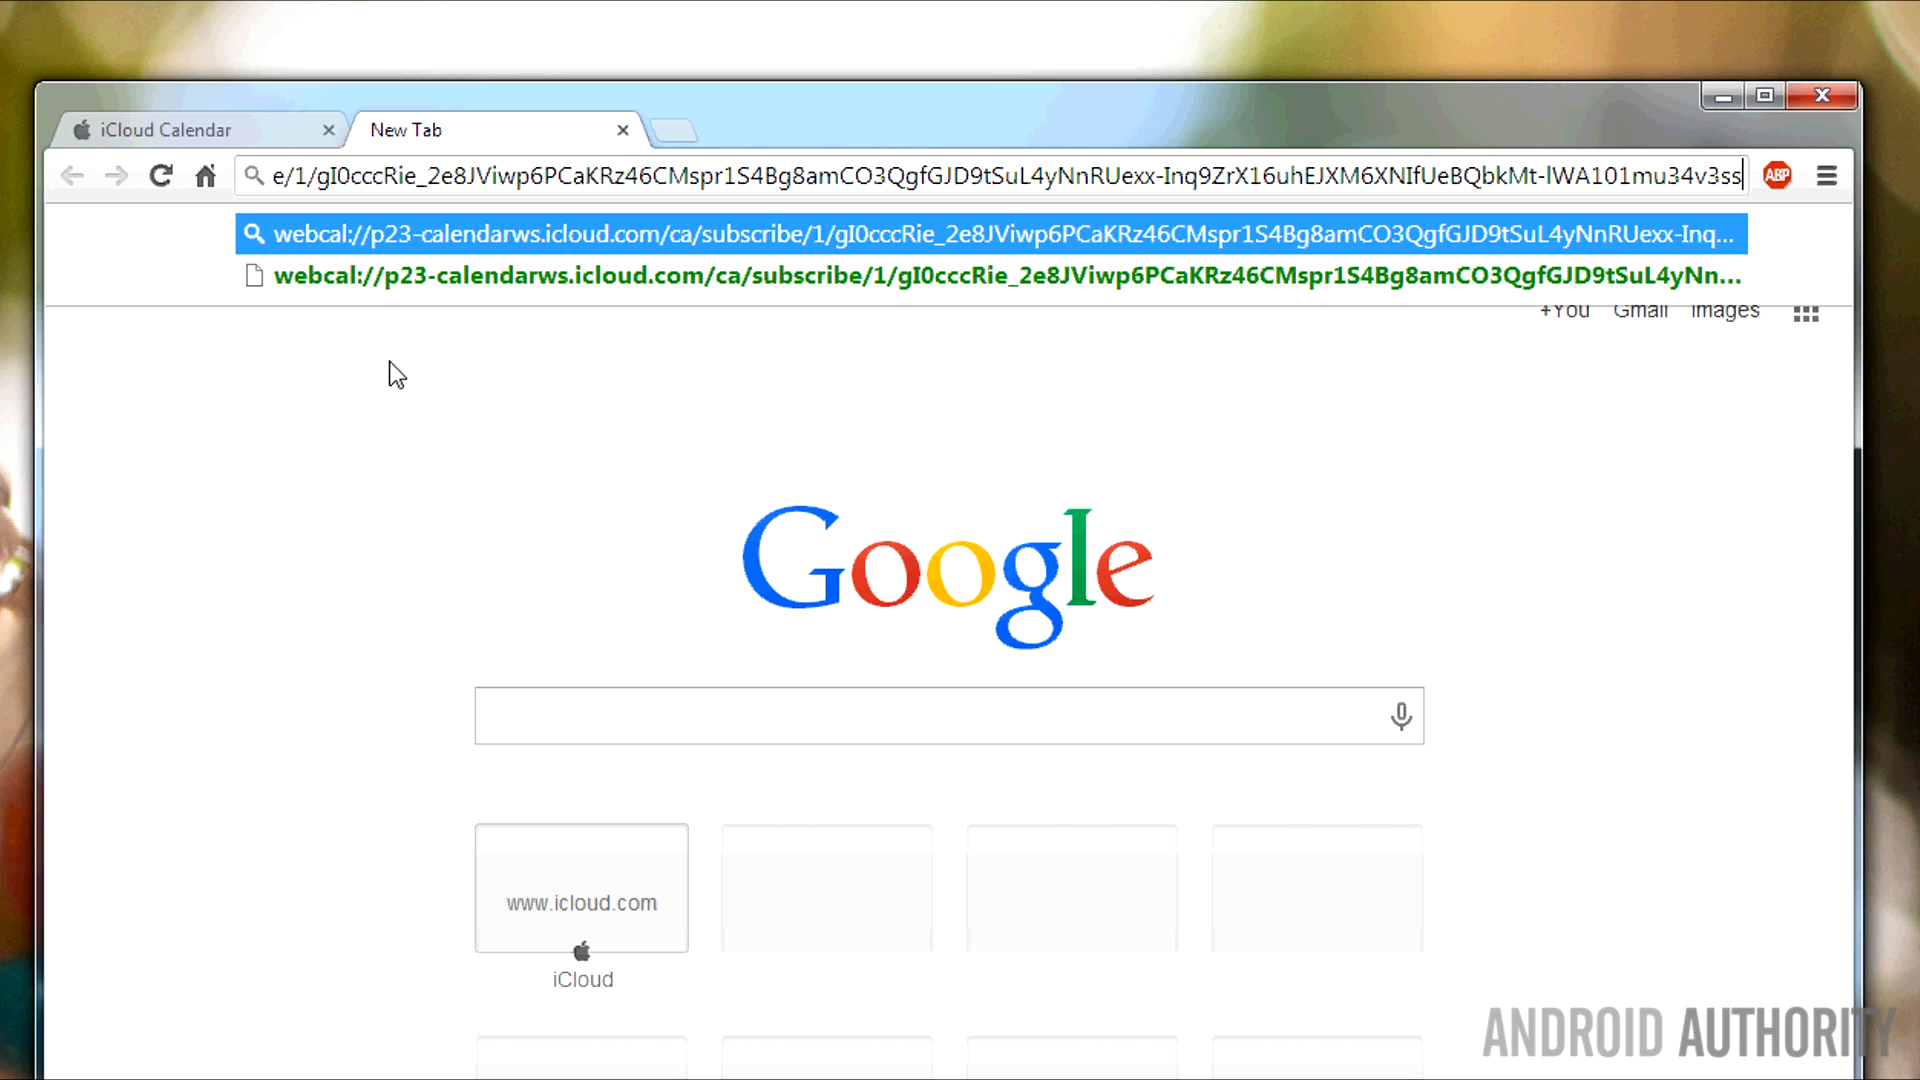 iCloud Calendar
New Tab
e/1/gI0cccRie_2e8JViwp6PCaKRz46CMspr1S4Bg8amCO3QgfGJD9tSuL4yNnRUexx-Inq9ZrX16uhEJXM6XNIfUeBQbkMt-lWA101mu34v3ss
ABP
webcal://p23-calendarws.icloud.com/ca/subscribe/1/gI0cccRie_2e8JViwp6PCaKRz46CMspr1S4Bg8amCO3QgfGJD9tSuL4yNnRUexx-Inq...
webcal://p23-calendarws.icloud.com/ca/subscribe/1/gI0cccRie_2e8JViwp6PCaKRz46CMspr1S4Bg8amCO3QgfGJD9tSuL4yNn...
+You Gmail Images
Google
www.icloud.com
iCloud
ANDROID AUTHORITY